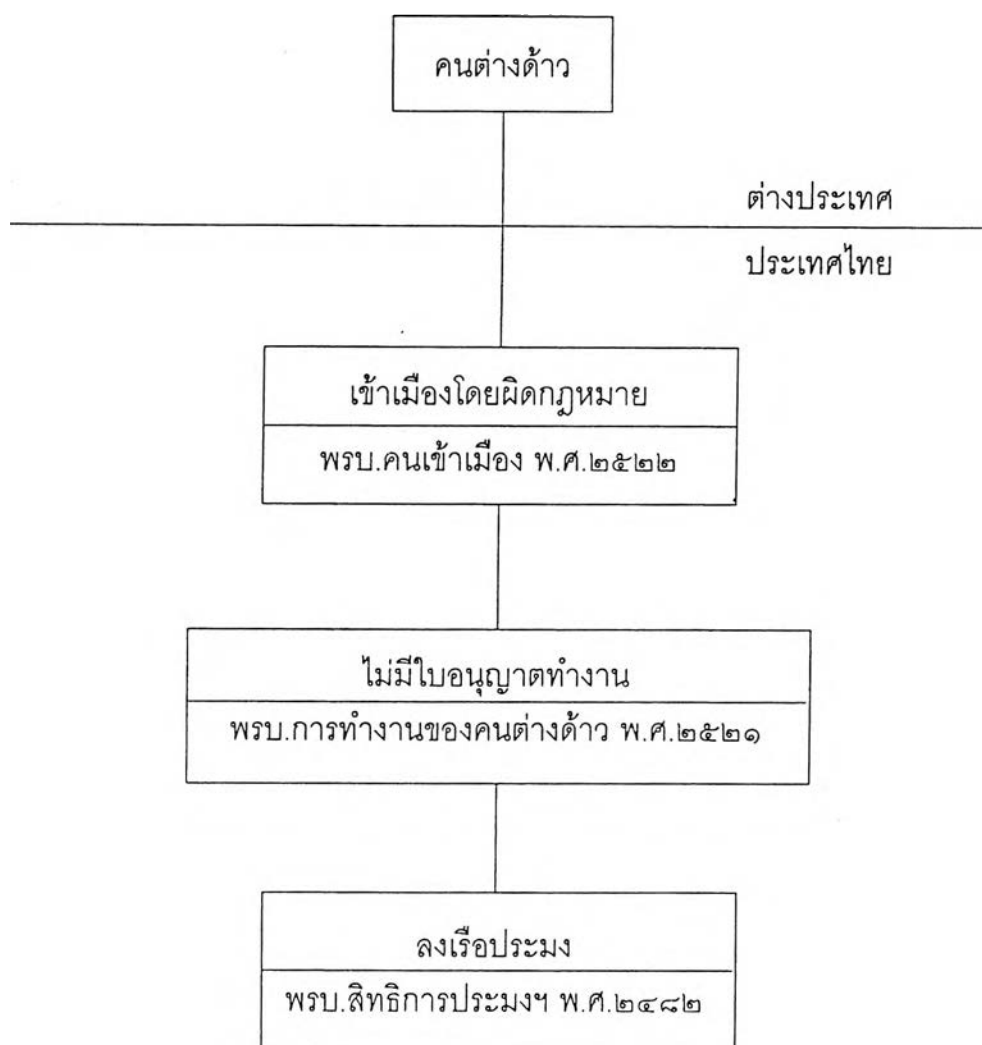 คนต่างด้าว
ต่างประเทศ
ประเทศไทย
เข้าเมืองโดยผิดกฎหมาย
พรบ.คนเข้าเมือง พ.ศ.๒๕๒๒
ไม่มีใบอนุญาตทำงาน
พรบ.การทำงานของคนต่างด้าว พ.ศ.๒๕๒๑
ลงเรือประมง
พรบ.สิทธิการประมงฯ พ.ศ.๒๔๘๒